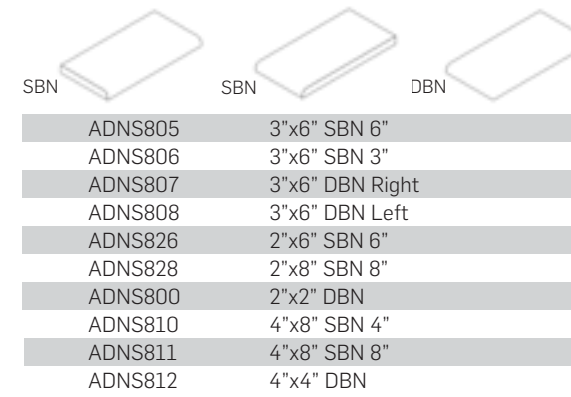 SBN SBN DBN
ADNS805 3"x6" SBN 6"
ADNS806 3"x6" SBN 3"
ADNS807 3"x6" DBN Right
ADNS808 3"x6" DBN Left
ADNS826 2"x6" SBN 6"
ADNS828 2"x8" SBN 8"
ADNS800 2"x2" DBN
ADNS810 4"x8" SBN 4"
ADNS811 4"x8" SBN 8"
ADNS812 4"x4" DBN